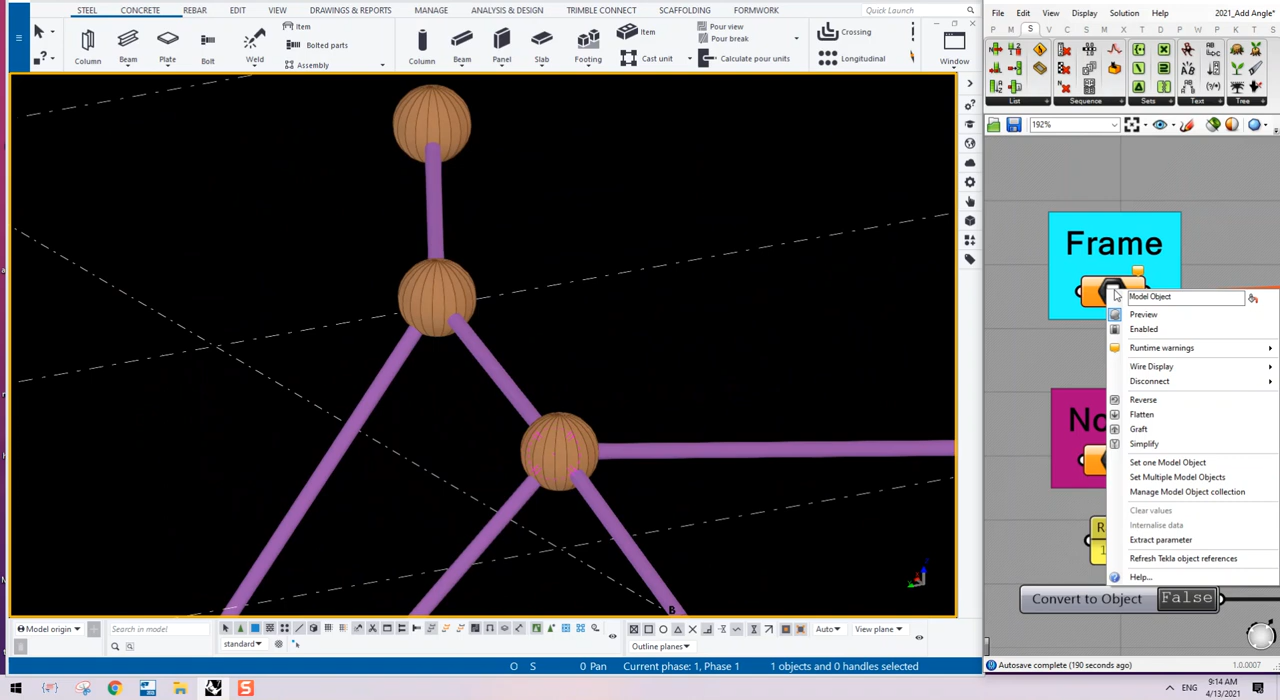 STEEL CONCRETE REBAR EDIT VIEW DRAWINGS & REPORTS MANAGE ANALYSIS & DESIGN TRIMBLE CONNECT SCAFFOLDING FORMWORK Quick Launch
Item
Bolted parts
Assembly
Column Beam Plate Bolt Weld
Column Beam Panel Slab Footing
Item
Cast unit
Pour view
Pour break
Calculate pour units
Crossing
Longitudinal
Window
File Edit View Display Solution Help 2021_Add Angle*
P M S V C I S M D T
List Sequence Sets Text Tree
192%
Frame
Model Object
Preview
Enabled
Runtime warnings
Wire Display
Disconnect
Reverse
Flatten
Graft
Simplify
Set one Model Object
Set Multiple Model Objects
Manage Model Object collection
Clear values
Internalise data
Extract parameter
Refresh Tekla object references
Help...
No
R
1
Convert to Object False
B
Model origin Search in model
standard
Auto View plane
Outline planes
O S 0 Pan Current phase: 1, Phase 1 1 objects and 0 handles selected
Autosave complete (190 seconds ago) 1.0.0007
ENG 9:14 AM
4/13/2021